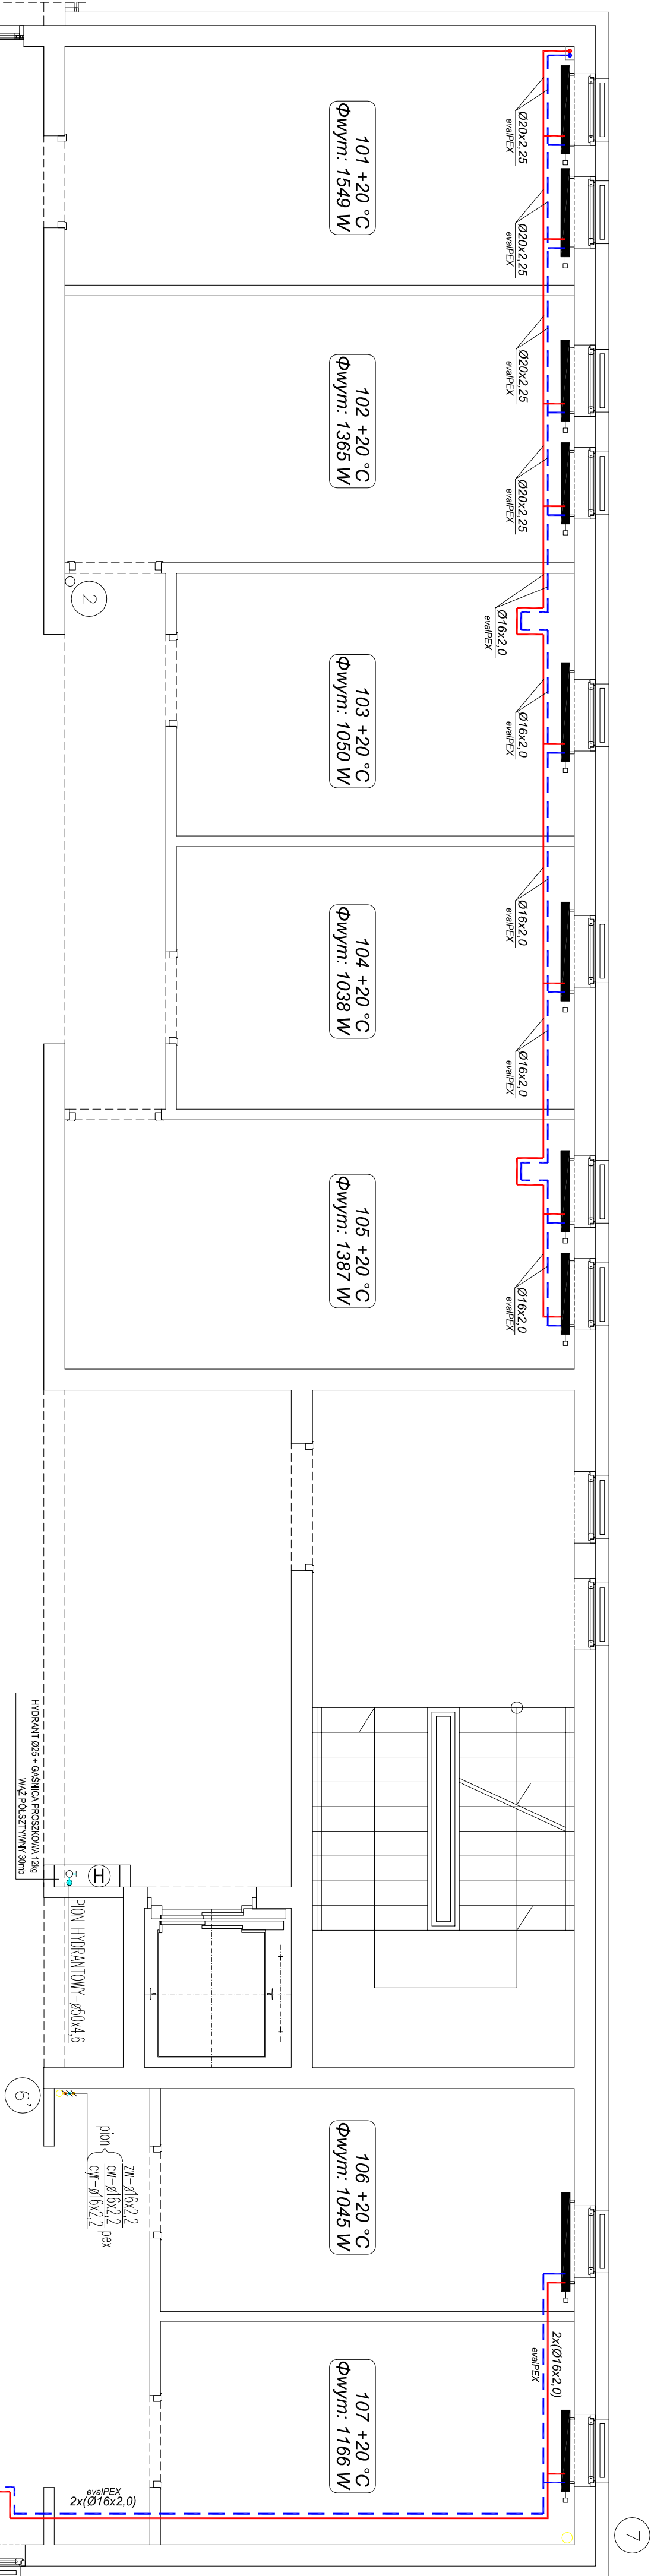 Ø20x2,25
evalPEX
101 +20 °C
Φwym: 1549 W
Ø20x2,25
evalPEX
Ø20x2,25
evalPEX
102 +20 °C
Φwym: 1365 W
Ø20x2,25
evalPEX
2
Ø16x2,0
evalPEX
103 +20 °C
Φwym: 1050 W
Ø16x2,0
evalPEX
104 +20 °C
Φwym: 1038 W
Ø16x2,0
evalPEX
Ø16x2,0
evalPEX
105 +20 °C
Φwym: 1387 W
Ø16x2,0
evalPEX
HYDRANT Ø25 + GAŚNICA PROSZKOWA 12kg
WĄŻ PÓŁSZTYWNY 30mb
H
PION HYDRANTOWY-ø50x4,6
6'
pion
zw-ø16x2,2
cw-ø16x2,2 pex
cyr-ø16x2,2
106 +20 °C
Φwym: 1045 W
2x(Ø16x2,0)
evalPEX
107 +20 °C
Φwym: 1166 W
evalPEX
2x(Ø16x2,0)
7